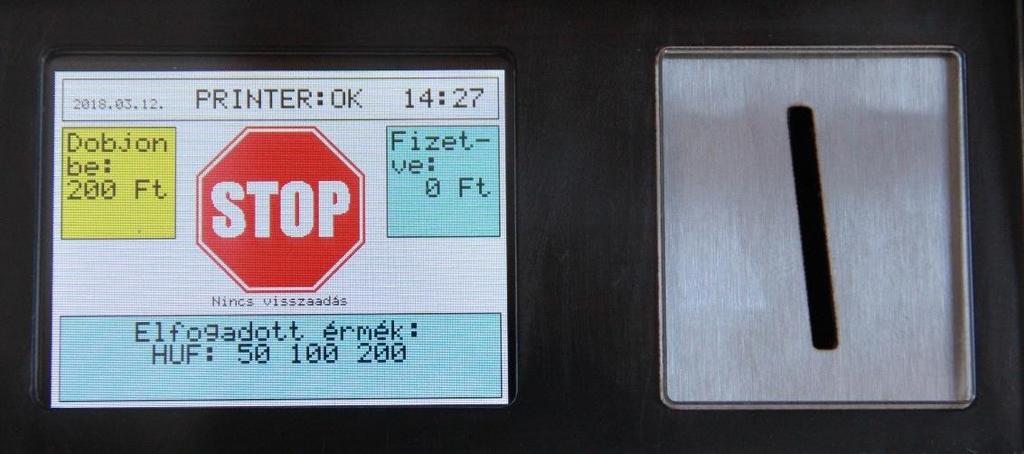 2018.03.12. PRINTER:OK 14:27
Dobjon
be:
200 Ft
STOP
Fizet-
ve:
0 Ft
Nincs visszaadás
Elfogadott érmék:
HUF: 50 100 200